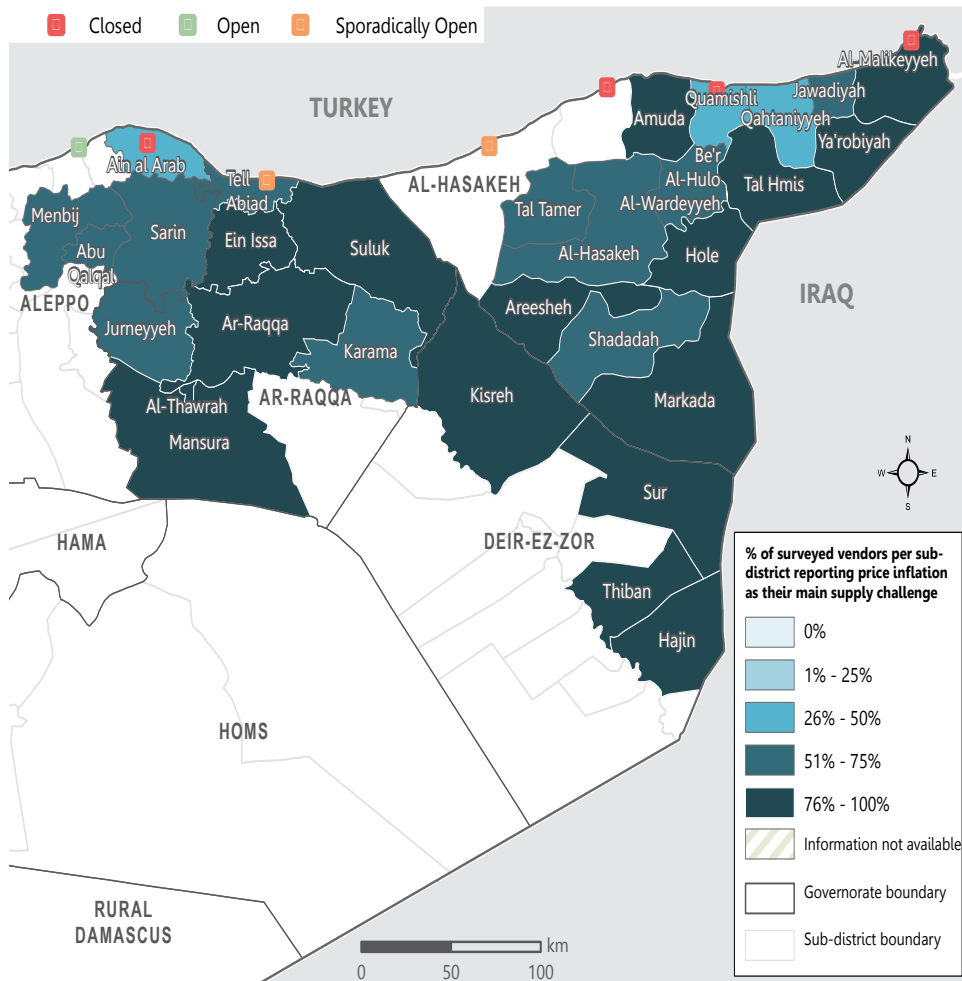 Closed
Open
Sporadically Open
TURKEY
Al-Malikeyyeh
Quamishli
Jawadiyah
Amuda
Qahtaniyyeh
Ya'robiyah
Ain al Arab
Be'r
Al-Hulo
Al-Wardeyyeh
Tal Hmis
AL-HASAKEH
Tell
Abiad
Tal Tamer
Menbij
Sarin
Ein Issa
Suluk
Abu
Qalqal
Al-Hasakeh
Hole
IRAQ
ALEPPO
Areesheh
Jurneyyeh
Ar-Raqqa
Karama
Shadadah
AR-RAQQA
Kisreh
Markada
Al-Thawrah
Mansura
N
W
E
S
Sur
HAMA
DEIR-EZ-ZOR
Thiban
Hajin
HOMS
RURAL
DAMASCUS
% of surveyed vendors per sub-
district reporting price inflation
as their main supply challenge
0%
1% - 25%
26% - 50%
51% - 75%
76% - 100%
Information not available
Governorate boundary
Sub-district boundary
km
0
50
100